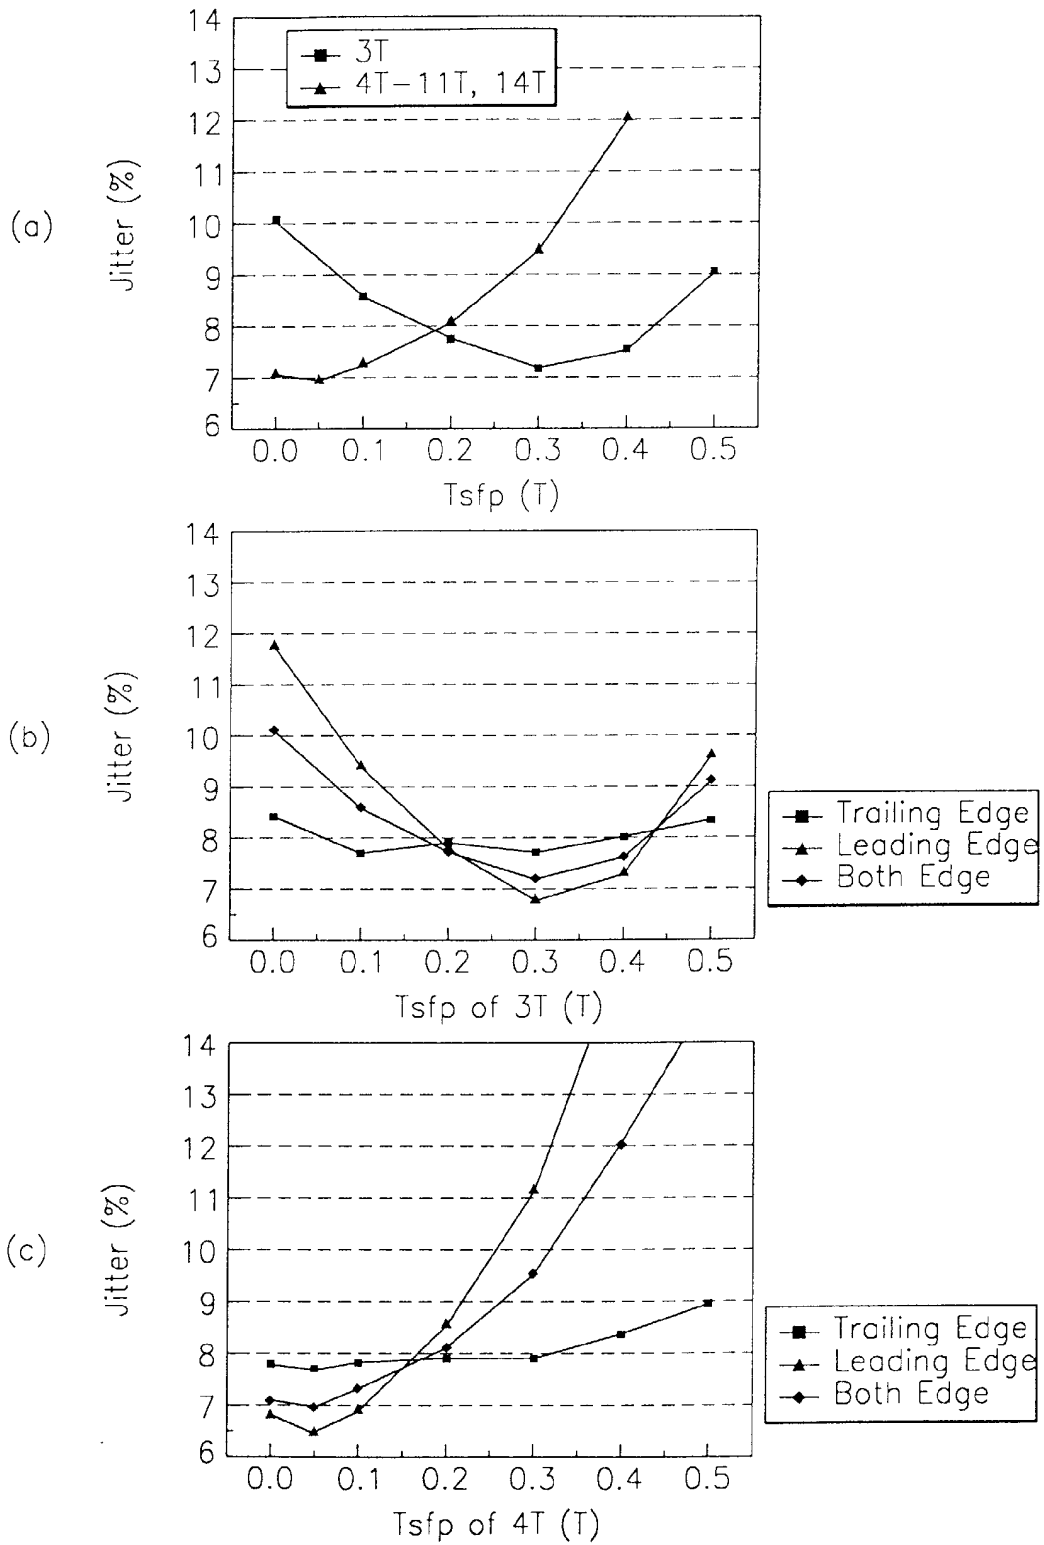 (a)
Jitter (%)
14
13
12
11
10
9
8
7
6
3T
4T-11T, 14T
0.0 0.1 0.2 0.3 0.4 0.5
Tsfp (T)
(b)
Jitter (%)
14
13
12
11
10
9
8
7
6
Trailing Edge
Leading Edge
Both Edge
0.0 0.1 0.2 0.3 0.4 0.5
Tsfp of 3T (T)
(c)
Jitter (%)
14
13
12
11
10
9
8
7
6
Trailing Edge
Leading Edge
Both Edge
0.0 0.1 0.2 0.3 0.4 0.5
Tsfp of 4T (T)